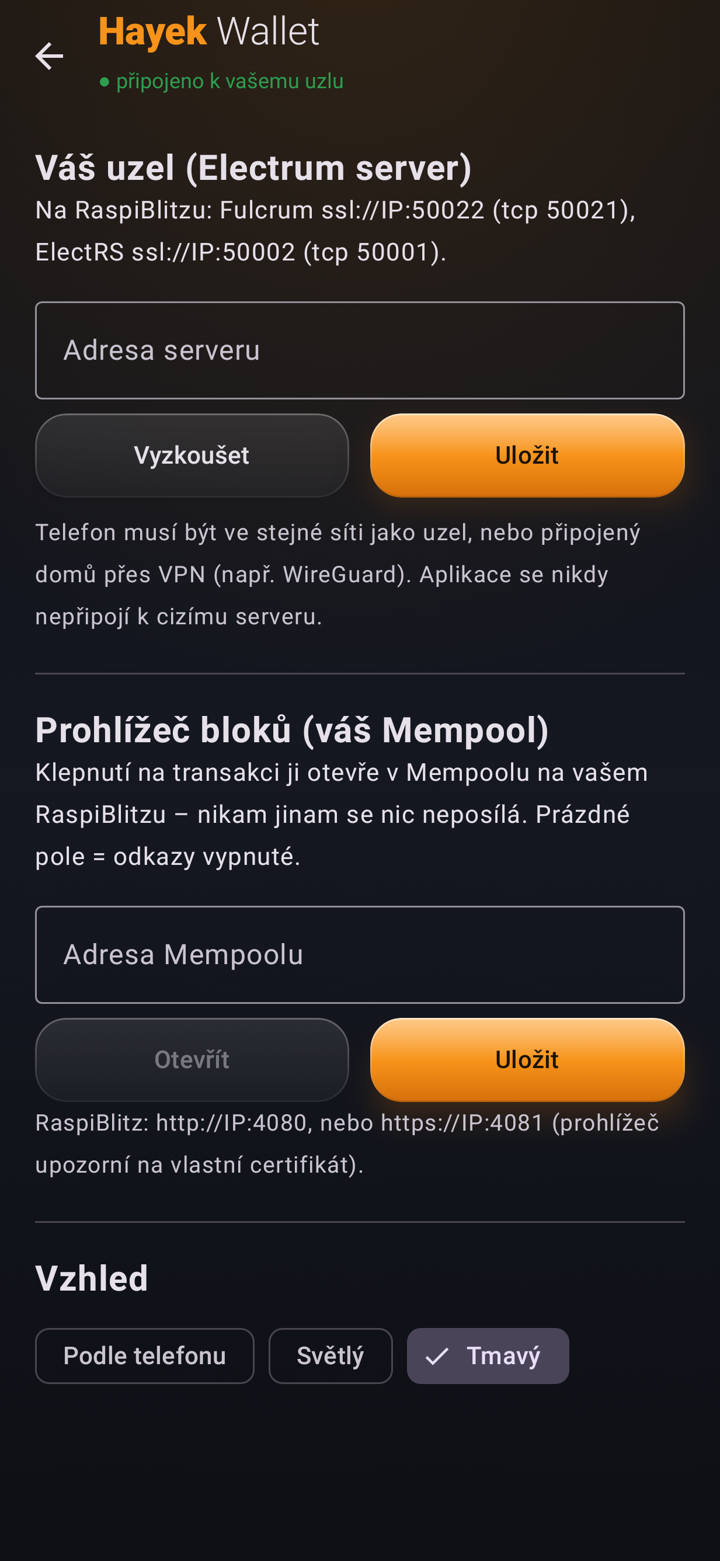 Hayek Wallet
● připojeno k vašemu uzlu
Váš uzel (Electrum server)
Na RaspiBlitzu: Fulcrum ssl://IP:50022 (tcp 50021),
ElectRS ssl://IP:50002 (tcp 50001).
Adresa serveru
Vyzkoušet
Uložit
Telefon musí být ve stejné síti jako uzel, nebo připojený
domů přes VPN (např. WireGuard). Aplikace se nikdy
nepřipojí k cizímu serveru.
Prohlížeč bloků (váš Mempool)
Klepnutí na transakci ji otevře v Mempoolu na vašem
RaspiBlitzu – nikam jinam se nic neposílá. Prázdné
pole = odkazy vypnuté.
Adresa Mempoolu
Otevřít
Uložit
RaspiBlitz: http://IP:4080, nebo https://IP:4081 (prohlížeč
upozorní na vlastní certifikát).
Vzhled
Podle telefonu
Světlý
Tmavý